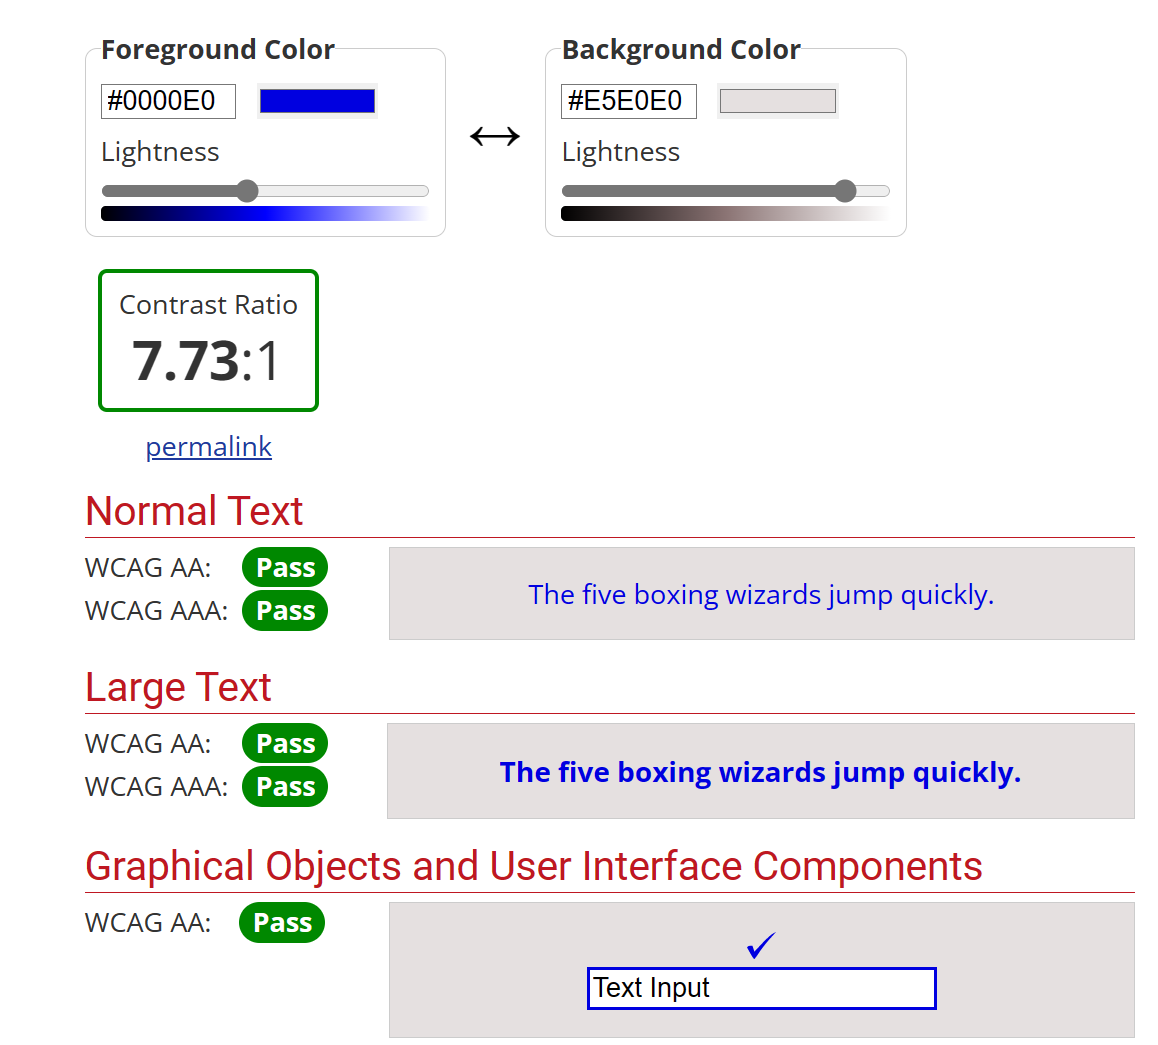 Foreground Color
#0000E0
Lightness
Background Color
#E5E0E0
Lightness
Contrast Ratio
7.73:1
permalink
Normal Text
WCAG AA: Pass
WCAG AAA: Pass
The five boxing wizards jump quickly.
Large Text
WCAG AA: Pass
WCAG AAA: Pass
The five boxing wizards jump quickly.
Graphical Objects and User Interface Components
WCAG AA: Pass
Text Input